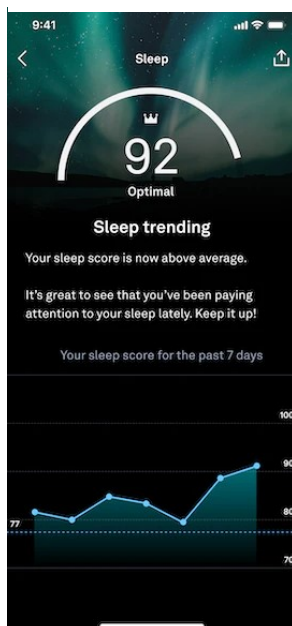 9:41
Sleep
92
Optimal
Sleep trending
Your sleep score is now above average.
It's great to see that you've been paying
attention to your sleep lately. Keep it up!
Your sleep score for the past 7 days
100
90
80
77
70